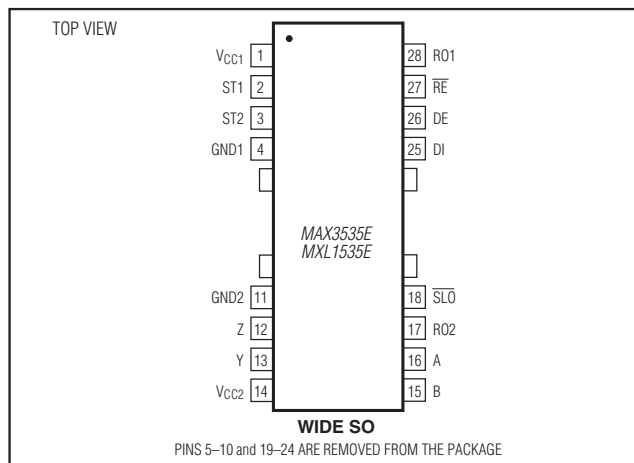 TOP VIEW
VCC1 1
28 RO1
ST1 2
27 RE
ST2 3
26 DE
GND1 4
25 DI
MAX3535E
MXL1535E
GND2 11
18 SLO
Z 12
17 RO2
Y 13
16 A
VCC2 14
15 B
WIDE SO
PINS 5–10 and 19–24 ARE REMOVED FROM THE PACKAGE